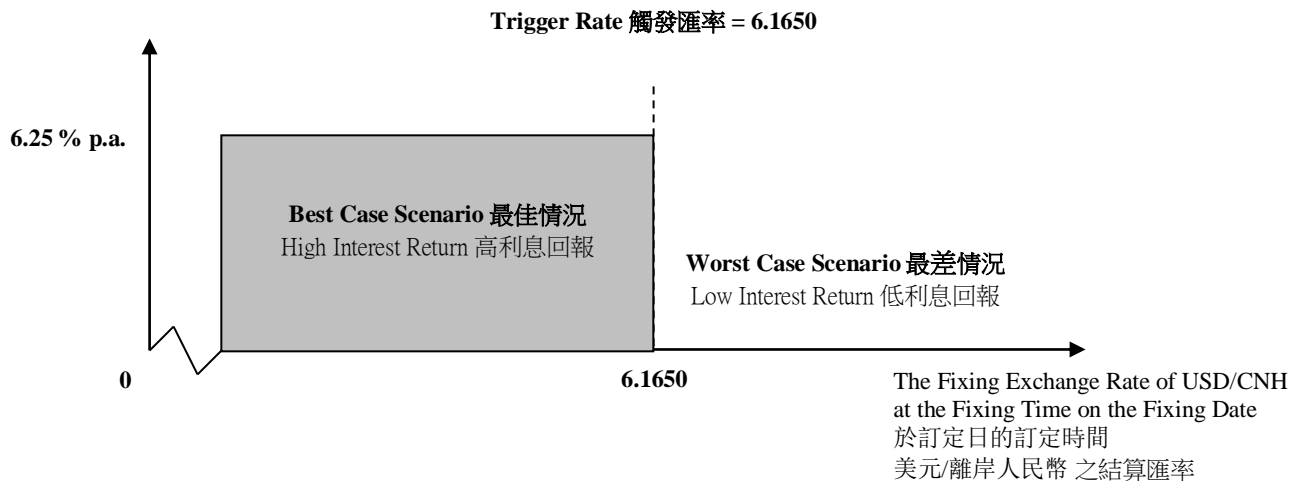 Trigger Rate 觸發匯率 = 6.1650
6.25 % p.a.
Best Case Scenario 最佳情況
High Interest Return 高利息回報
Worst Case Scenario 最差情況
Low Interest Return 低利息回報
0
6.1650
The Fixing Exchange Rate of USD/CNH
at the Fixing Time on the Fixing Date
於訂定日的訂定時間
美元/離岸人民幣 之結算匯率